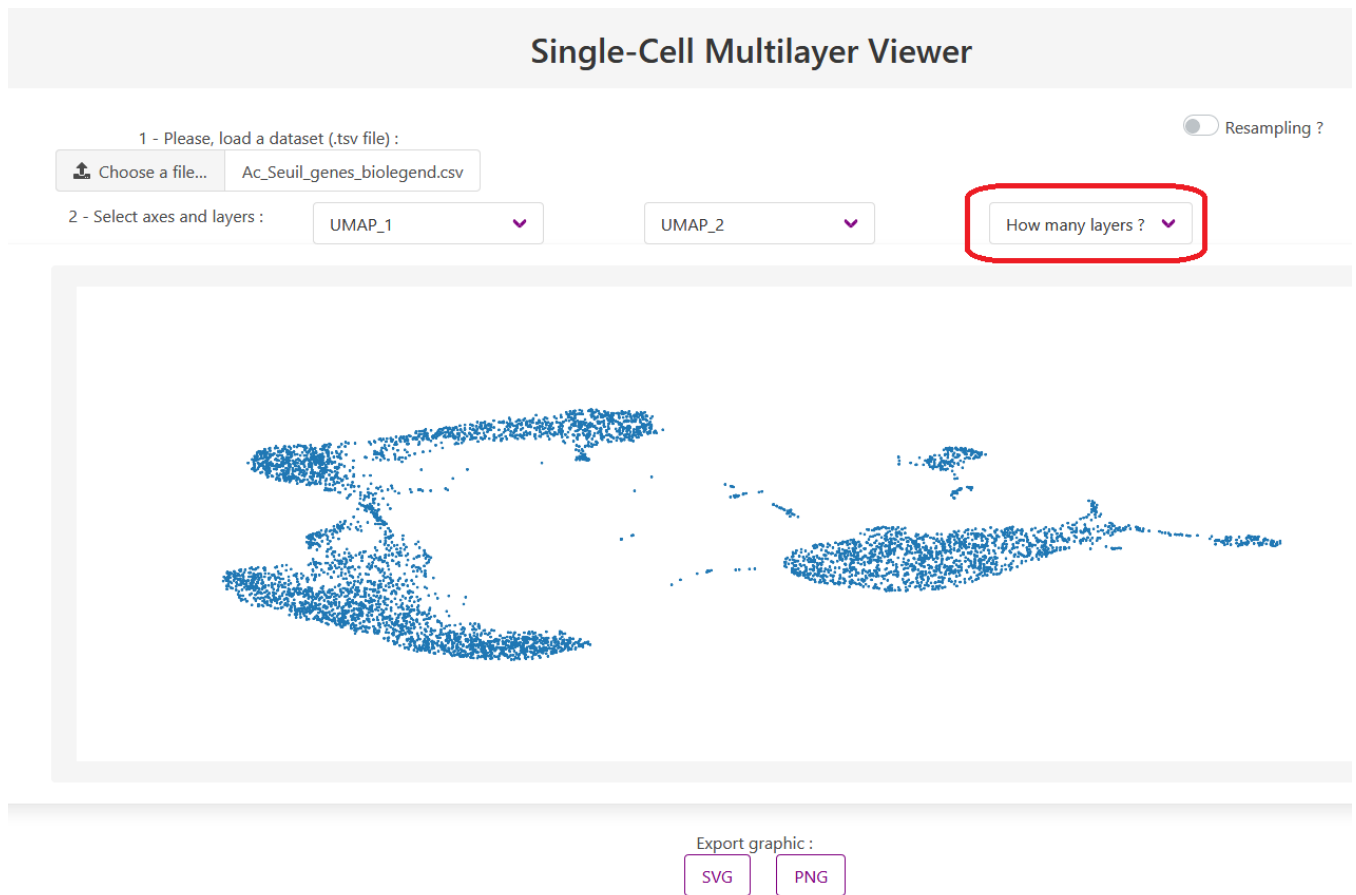 Single-Cell Multilayer Viewer
Resampling ?
1 - Please, load a dataset (.tsv file) :
Choose a file... Ac_Seuil_genes_biolegend.csv
2 - Select axes and layers : UMAP_1 UMAP_2 How many layers ?
Export graphic :
SVG PNG